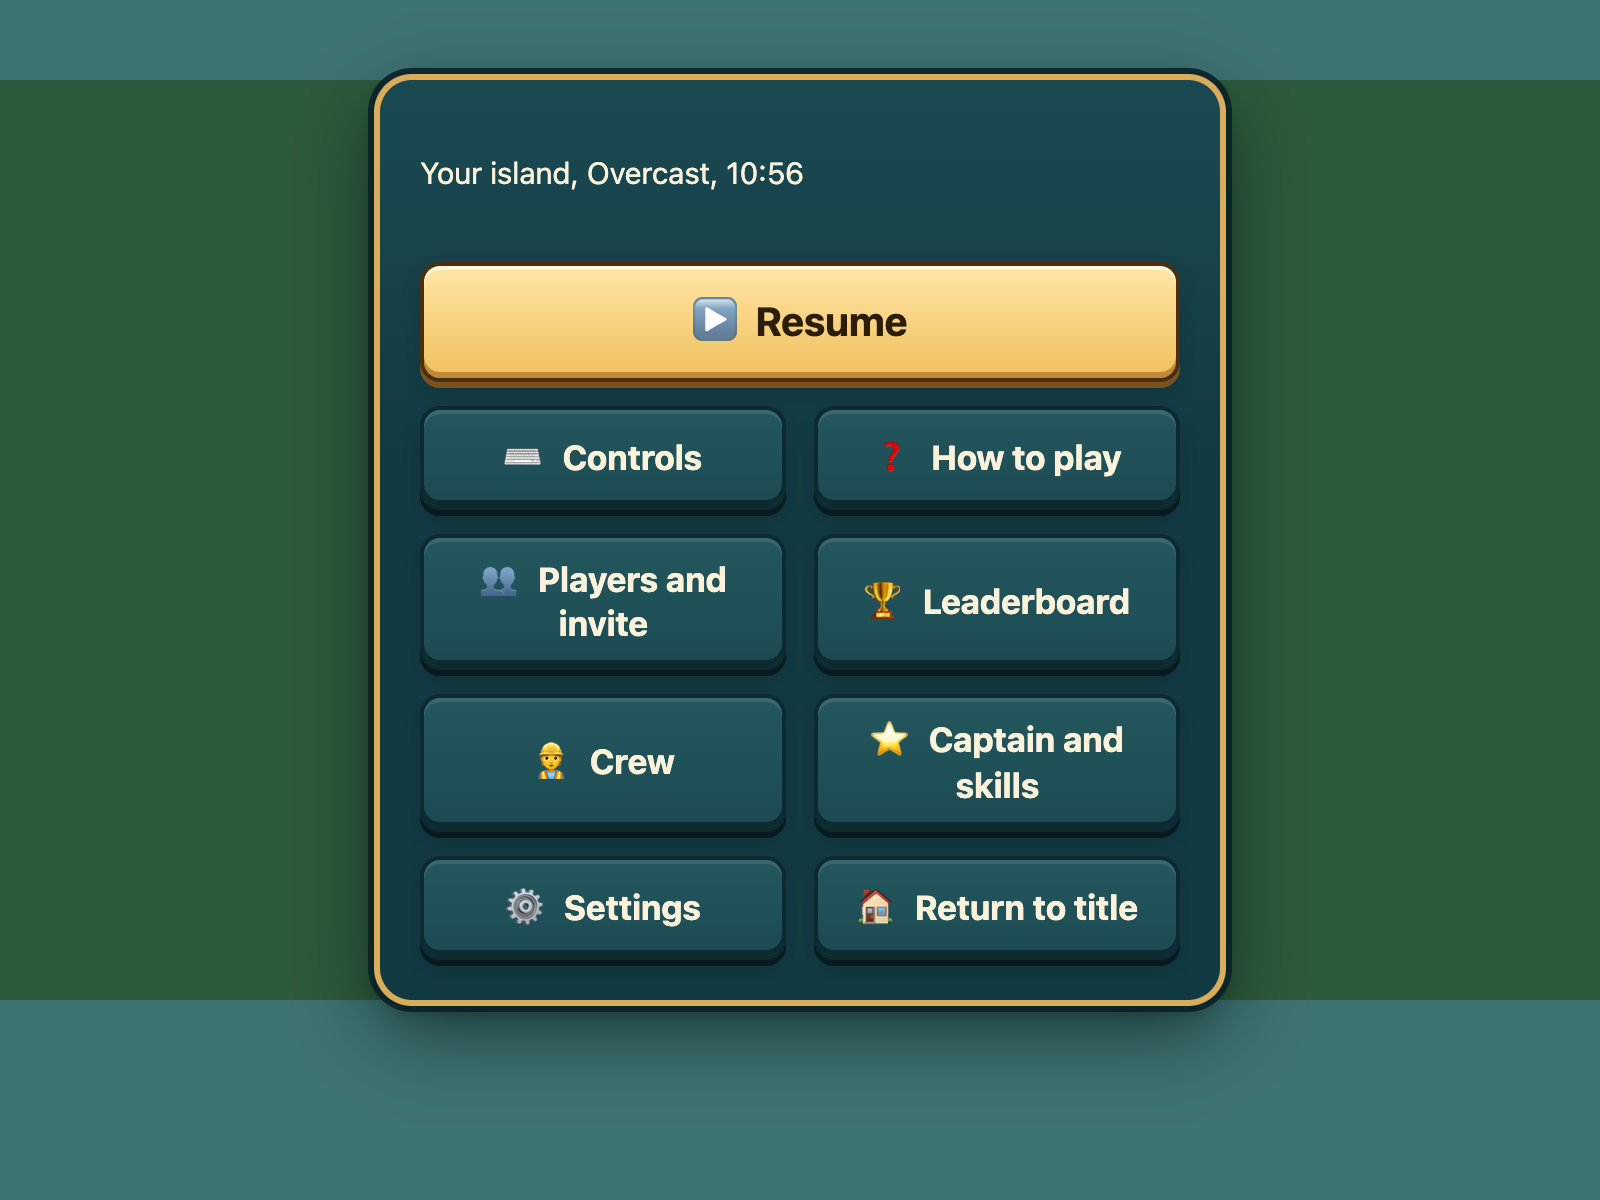 Your island, Overcast, 10:56
Resume
Controls
How to play
Players and
invite
Leaderboard
Crew
Captain and
skills
Settings
Return to title